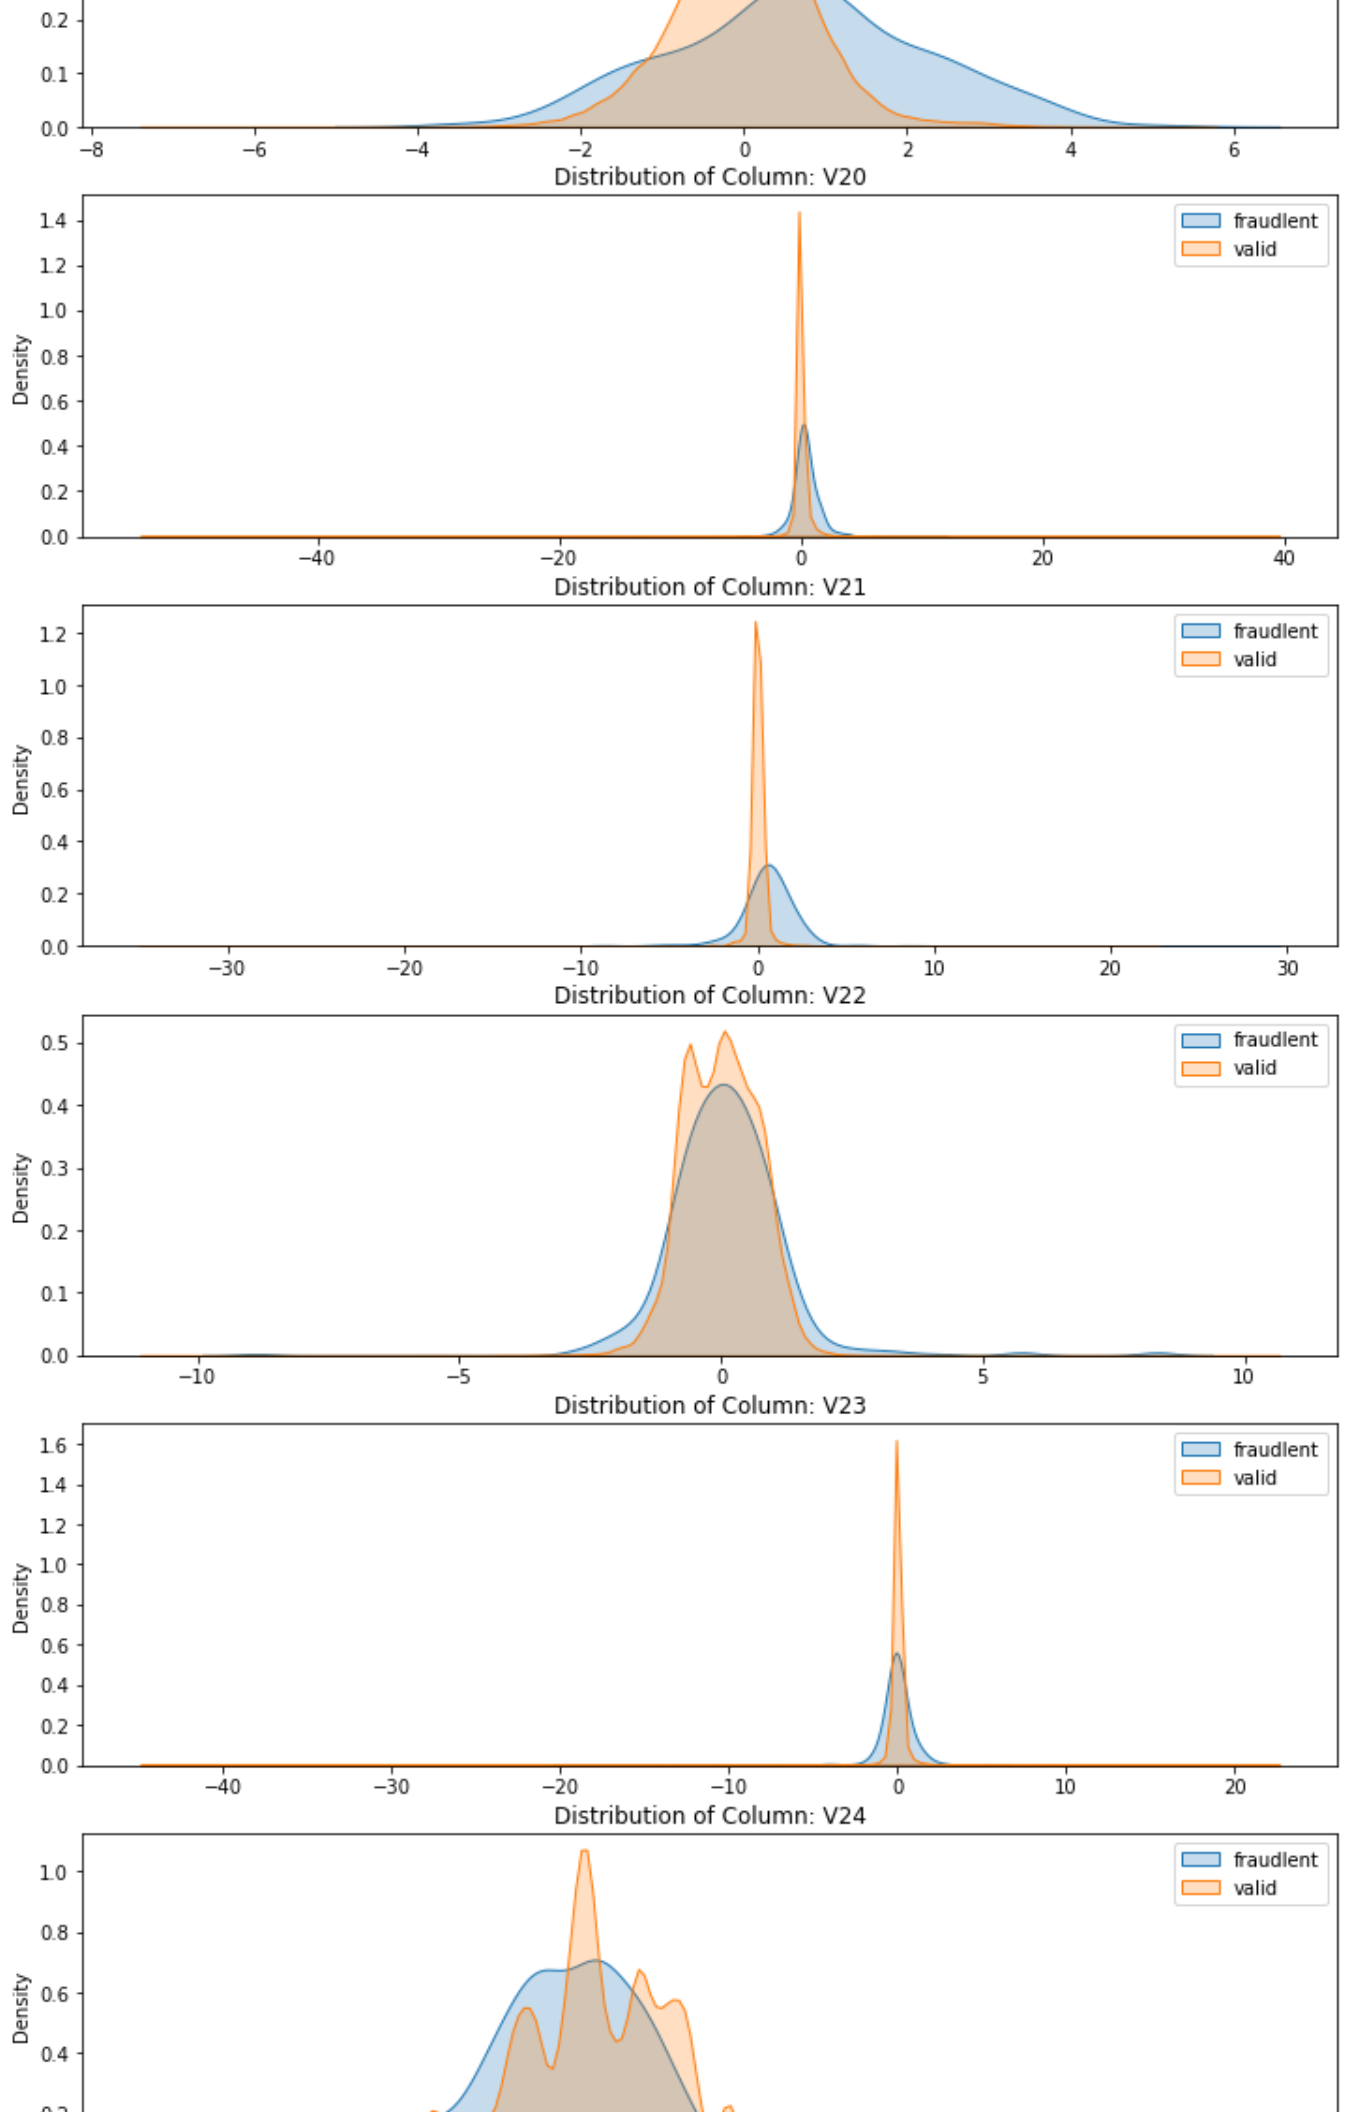 0.2
0.1
0.0
−8 −6 −4 −2 0 2 4 6
Distribution of Column: V20
fraudlent
valid
Density
1.4
1.2
1.0
0.8
0.6
0.4
0.2
0.0
−40 −20 0 20 40
Distribution of Column: V21
fraudlent
valid
Density
1.2
1.0
0.8
0.6
0.4
0.2
0.0
−30 −20 −10 0 10 20 30
Distribution of Column: V22
fraudlent
valid
Density
0.5
0.4
0.3
0.2
0.1
0.0
−10 −5 0 5 10
Distribution of Column: V23
fraudlent
valid
Density
1.6
1.4
1.2
1.0
0.8
0.6
0.4
0.2
0.0
−40 −30 −20 −10 0 10 20
Distribution of Column: V24
fraudlent
valid
Density
1.0
0.8
0.6
0.4